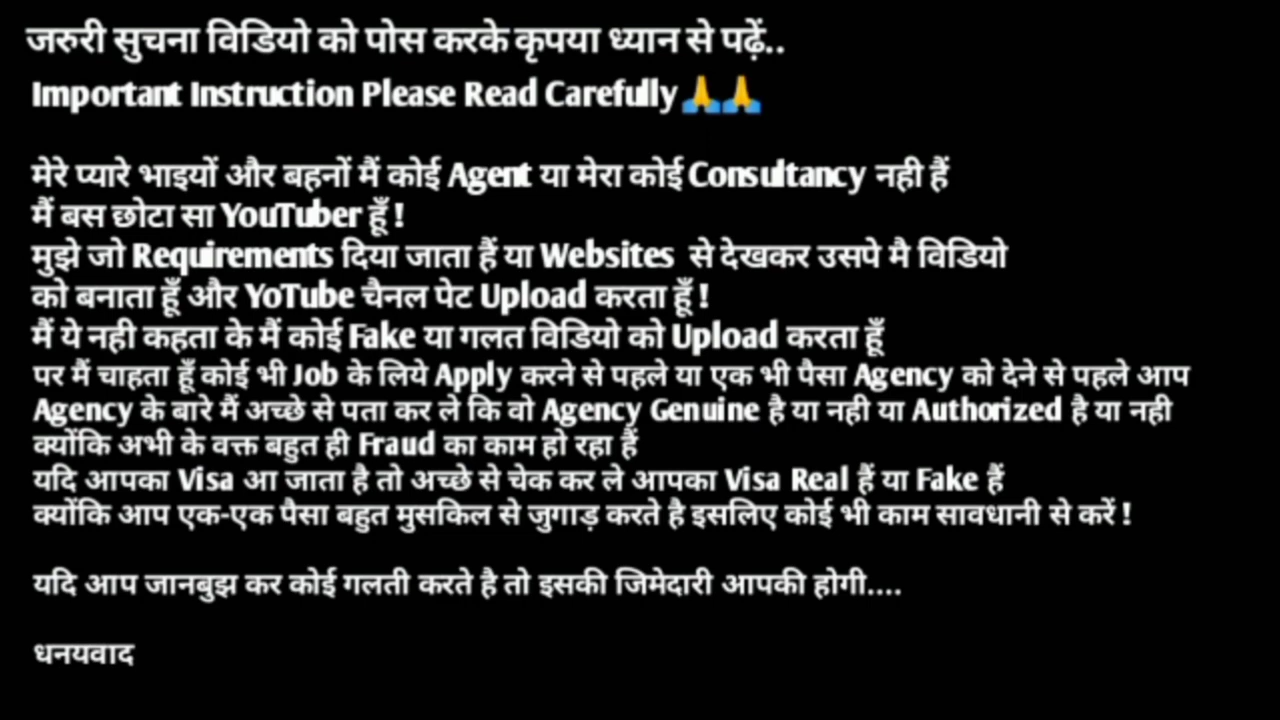 जरुरी सुचना विडियो को पोस करके कृपया ध्यान से पढ़ें..
Important Instruction Please Read Carefully🙏🙏
मेरे प्यारे भाइयों और बहनों मैं कोई Agent या मेरा कोई Consultancy नही हैं
मैं बस छोटा सा YouTuber हूँ !
मुझे जो Requirements दिया जाता हैं या Websites से देखकर उसपे मै विडियो
को बनाता हूँ और YoTube चैनल पेट Upload करता हूँ !
मैं ये नही कहता के मैं कोई Fake या गलत विडियो को Upload करता हूँ
पर मैं चाहता हूँ कोई भी Job के लिये Apply करने से पहले या एक भी पैसा Agency को देने से पहले आप
Agency के बारे मैं अच्छे से पता कर ले कि वो Agency Genuine है या नही या Authorized है या नही
क्योंकि अभी के वक्त बहुत ही Fraud का काम हो रहा हैं
यदि आपका Visa आ जाता है तो अच्छे से चेक कर ले आपका Visa Real हैं या Fake हैं
क्योंकि आप एक-एक पैसा बहुत मुसकिल से जुगाड़ करते है इसलिए कोई भी काम सावधानी से करें !
यदि आप जानबुझ कर कोई गलती करते है तो इसकी जिमेदारी आपकी होगी....
धनयवाद